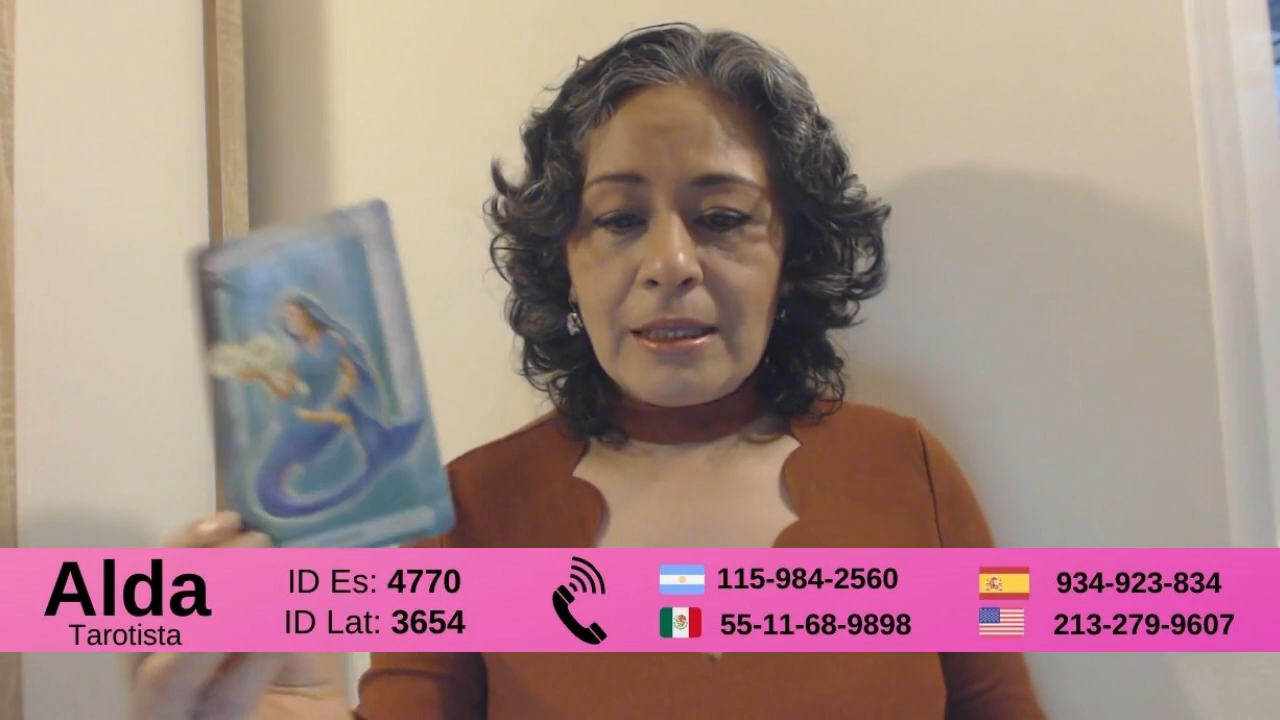 Alda
Tarotista
ID Es: 4770
ID Lat: 3654
115-984-2560
55-11-68-9898
934-923-834
213-279-9607